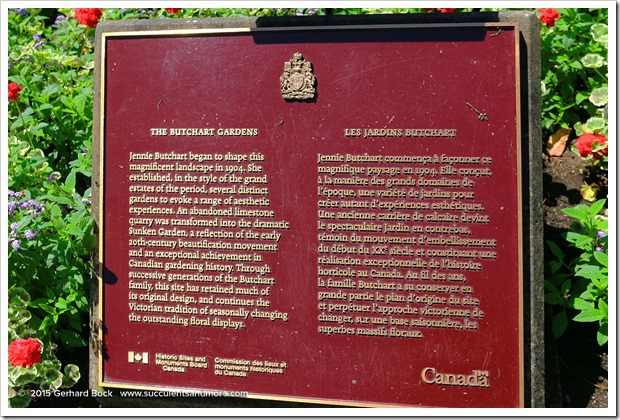 THE BUTCHART GARDENS
Jennie Butchart began to shape this
magnificent landscape in 1904. She
established, in the style of the grand
estates of the period, several distinct
gardens to evoke a range of aesthetic
experiences. An abandoned limestone
quarry was transformed into the dramatic
Sunken Garden, a reflection of the early
20th-century beautification movement
and an exceptional achievement in
Canadian gardening history. Through
successive generations of the Butchart
family, this site has retained much of
its original design, and continues the
Victorian tradition of seasonally changing
the outstanding floral displays.
LES JARDINS BUTCHART
Jennie Butchart commença à façonner ce
magnifique paysage en 1904. Elle conçut,
à la manière des grands domaines de
l'époque, une variété de jardins pour
créer autant d'expériences esthétiques.
Une ancienne carrière de calcaire devint
le spectaculaire Jardin en contrebas,
témoin du mouvement d'embellissement
du début du XXe siècle et constituant une
réalisation exceptionnelle de l'histoire
horticole au Canada. Au fil des ans,
la famille Butchart a su conserver en
grande partie le plan d'origine du site
et perpétuer l'approche victorienne de
changer, sur une base saisonnière, les
superbes massifs floraux.
Historic Sites and
Monuments Board
Canada
Commission des lieux et
monuments historiques
du Canada
Canada
© 2015 Gerhard Bock www.succulentsandmore.com